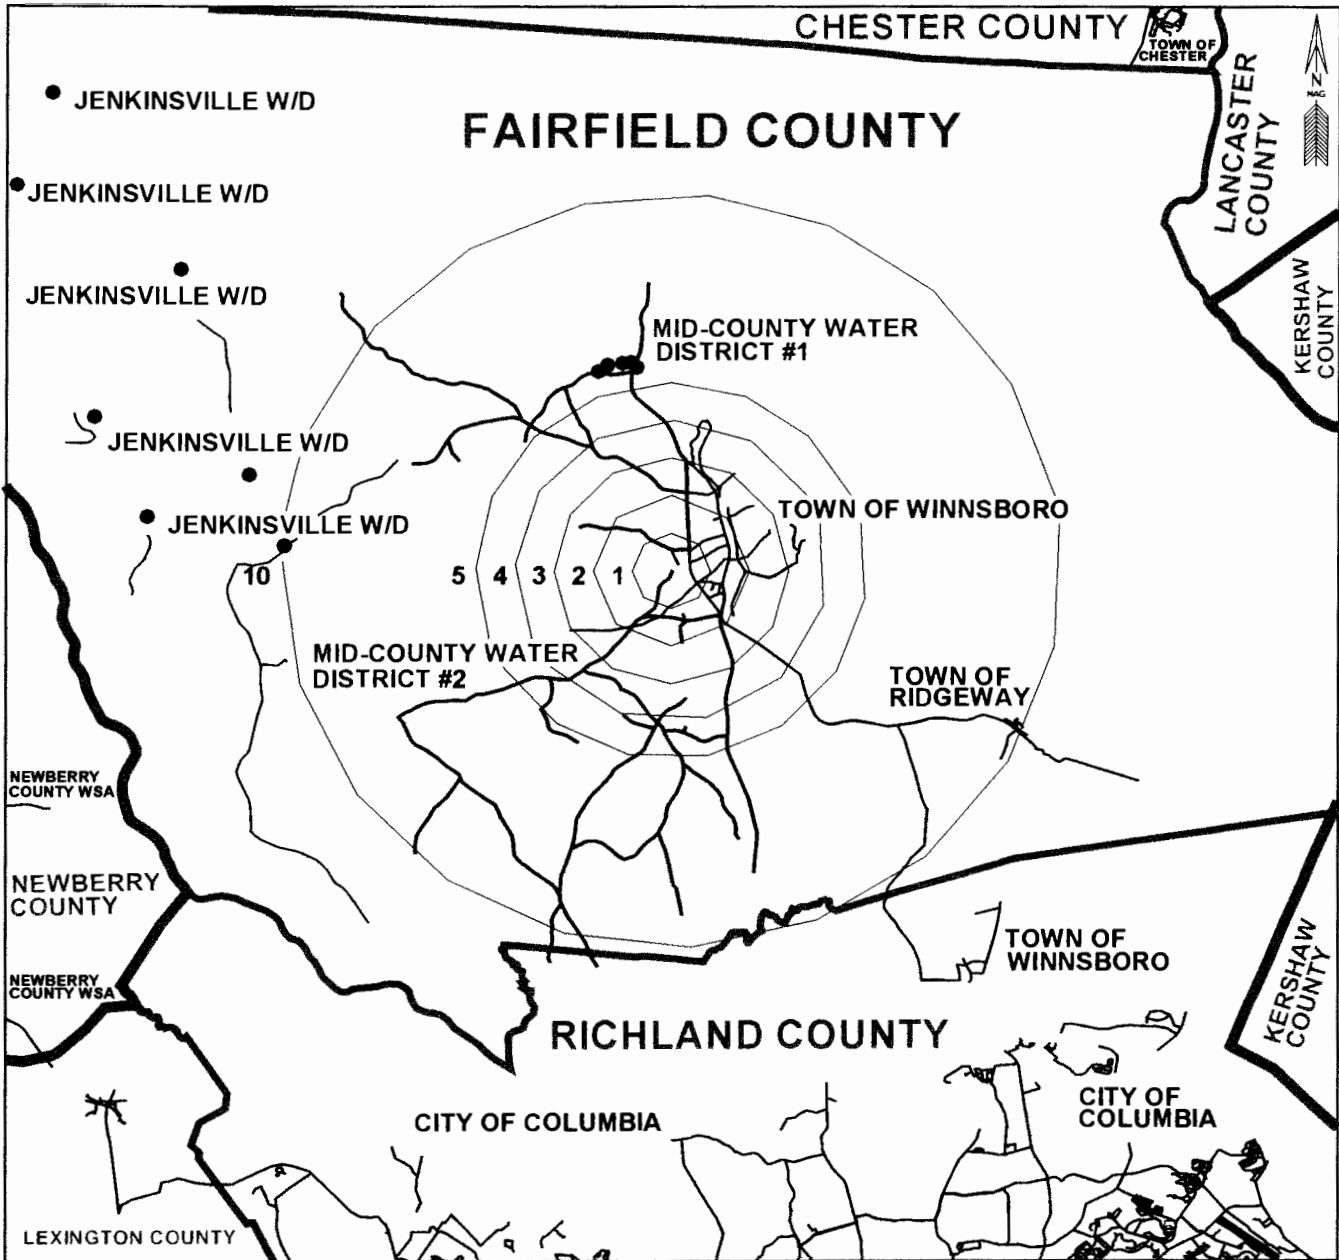 CHESTER COUNTY
TOWN OF
CHESTER
N
MAG
LANCASTER
COUNTY
JENKINSVILLE W/D
FAIRFIELD COUNTY
JENKINSVILLE W/D
JENKINSVILLE W/D
KERSHAW
COUNTY
MID-COUNTY WATER
DISTRICT #1
JENKINSVILLE W/D
TOWN OF WINNSBORO
JENKINSVILLE W/D
10 5 4 3 2 1
MID-COUNTY WATER
DISTRICT #2
TOWN OF
RIDGEWAY
NEWBERRY
COUNTY WSA
NEWBERRY
COUNTY
TOWN OF
WINNSBORO
NEWBERRY
COUNTY WSA
KERSHAW
COUNTY
RICHLAND COUNTY
CITY OF COLUMBIA
CITY OF
COLUMBIA
LEXINGTON COUNTY